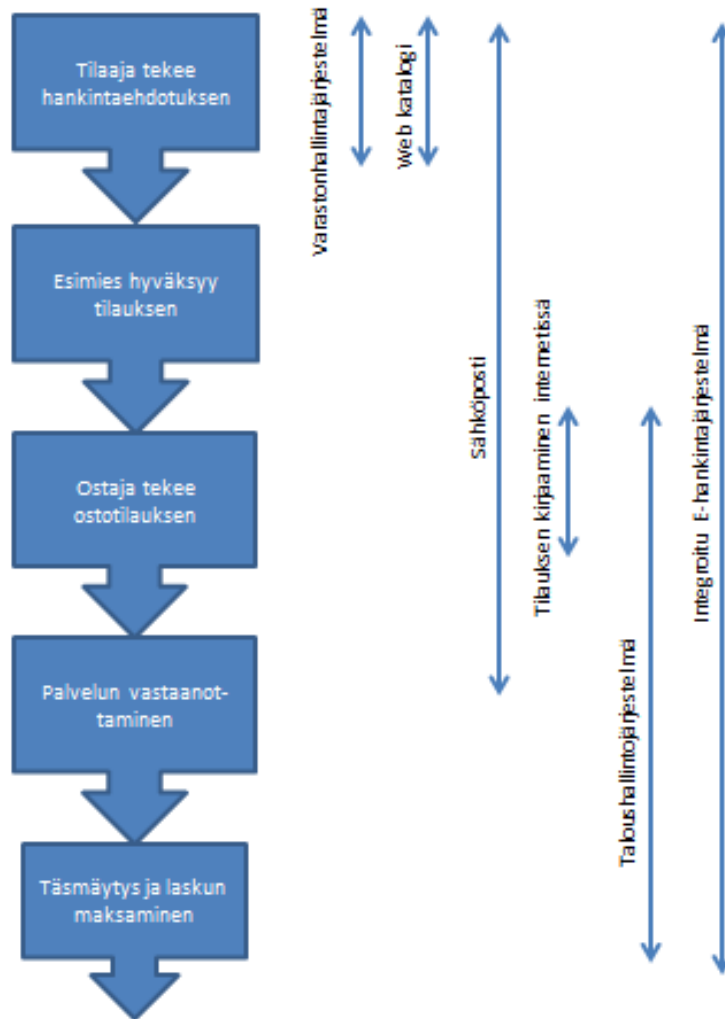 Tilaaja tekee
hankintaehdotuksen
Esimies hyväksyy
tilauksen
Ostaja tekee
ostotilauksen
Palvelun vastaanot-
taminen
Täsmäytys ja laskun
maksaminen
Varastonhallintajärjestelmä
Web katalogi
Sähköposti
Tilauksen kirjaaminen internetissä
Taloushallintojärjestelmä
Integroitu E-hankintajärjestelmä